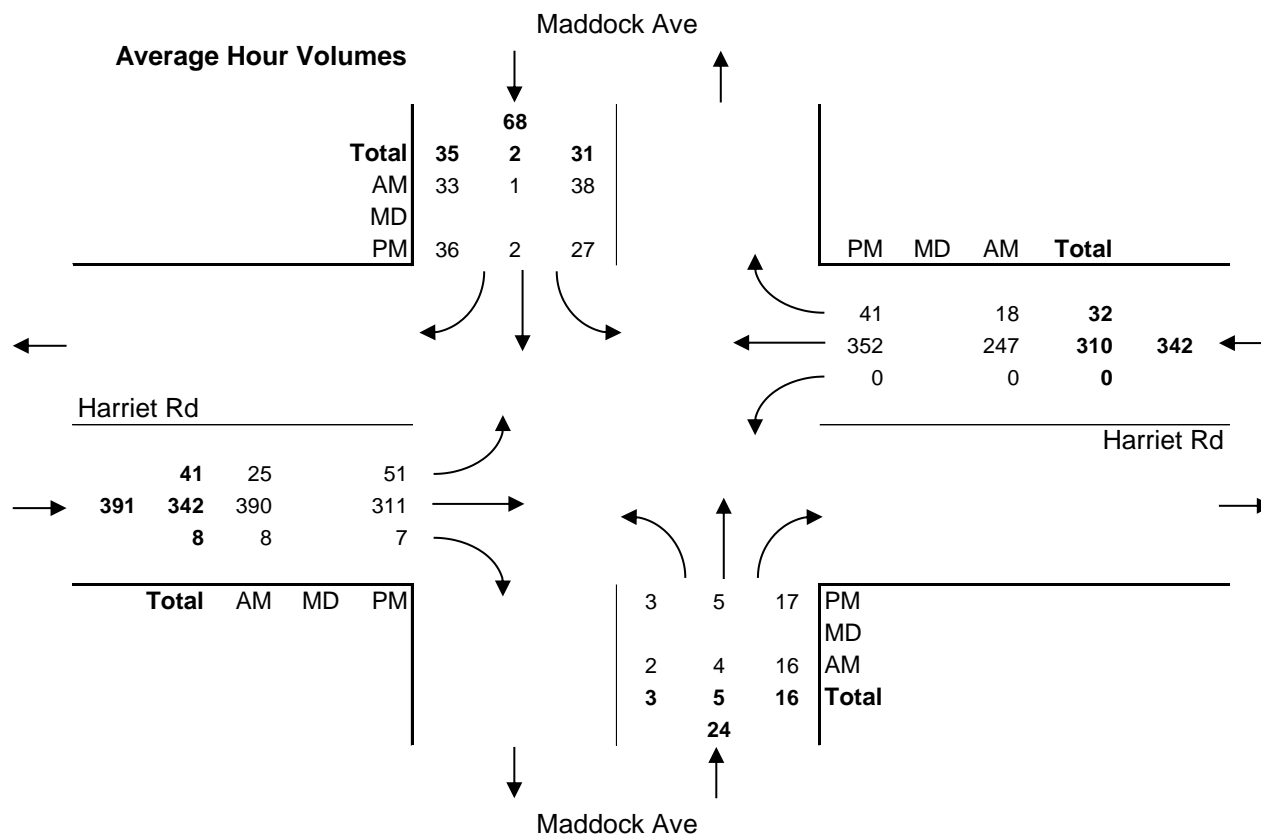 Maddock Ave
Average Hour Volumes
68
Total 35 2 31
AM 33 1 38
MD
PM 36 2 27
PM MD AM Total
41 18 32
352 247 310 342
0 0 0
Harriet Rd
Harriet Rd
41 25 51
391 342 390 311
8 8 7
Total AM MD PM
3 5 17 PM
MD
2 4 16 AM
3 5 16 Total
24
Maddock Ave